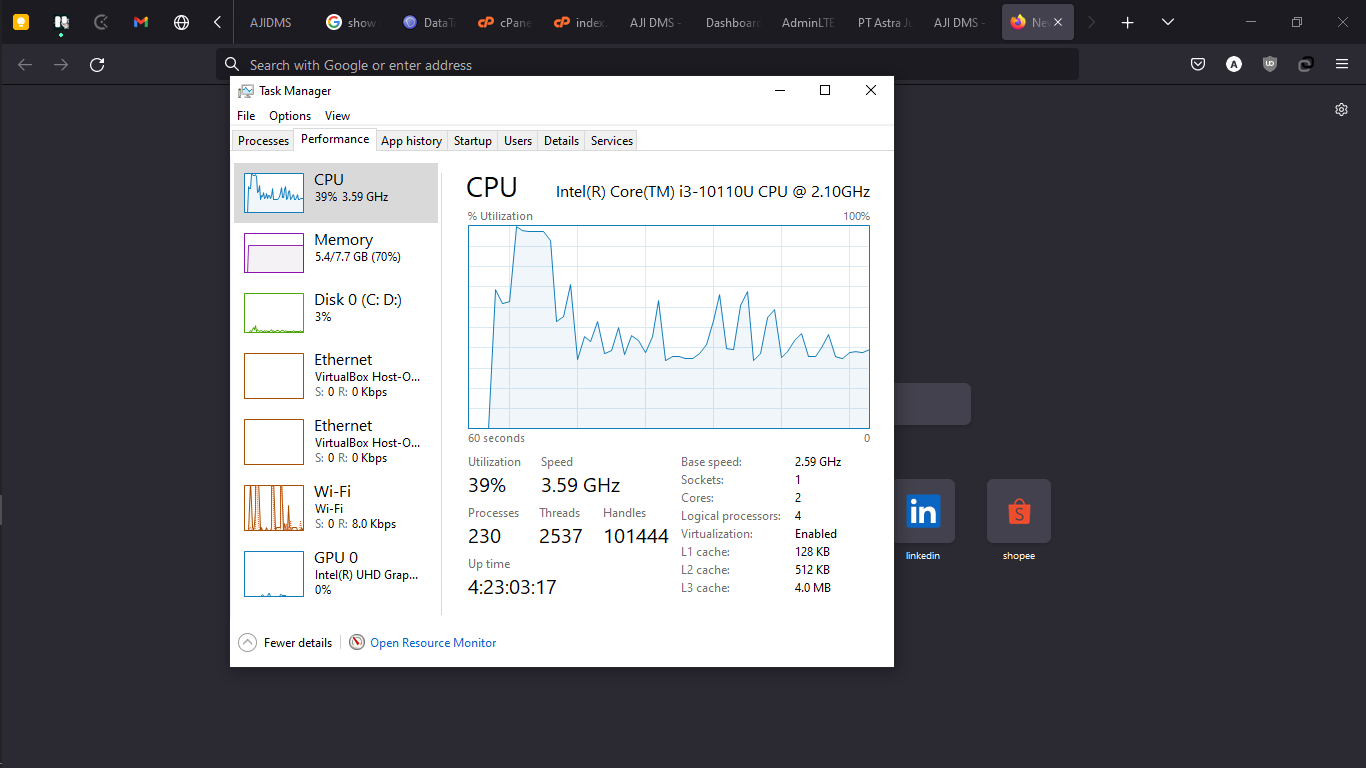 AJIDMS
show
DataT
cPane
index.
AJI DMS -
Dashboar
AdminLTE
PT Astra J
AJI DMS -
Ne
Search with Google or enter address
Task Manager
File Options View
Processes Performance App history Startup Users Details Services
CPU
39% 3.59 GHz
Memory
5.4/7.7 GB (70%)
Disk 0 (C: D:)
3%
Ethernet
VirtualBox Host-O...
S: 0 R: 0 Kbps
Ethernet
VirtualBox Host-O...
S: 0 R: 0 Kbps
Wi-Fi
Wi-Fi
S: 0 R: 8.0 Kbps
GPU 0
Intel(R) UHD Grap...
0%
CPU Intel(R) Core(TM) i3-10110U CPU @ 2.10GHz
% Utilization 100%
60 seconds 0
Utilization Speed
39% 3.59 GHz
Processes Threads Handles
230 2537 101444
Up time
4:23:03:17
Base speed: 2.59 GHz
Sockets: 1
Cores: 2
Logical processors: 4
Virtualization: Enabled
L1 cache: 128 KB
L2 cache: 512 KB
L3 cache: 4.0 MB
Fewer details Open Resource Monitor
in
linkedin
S
shopee